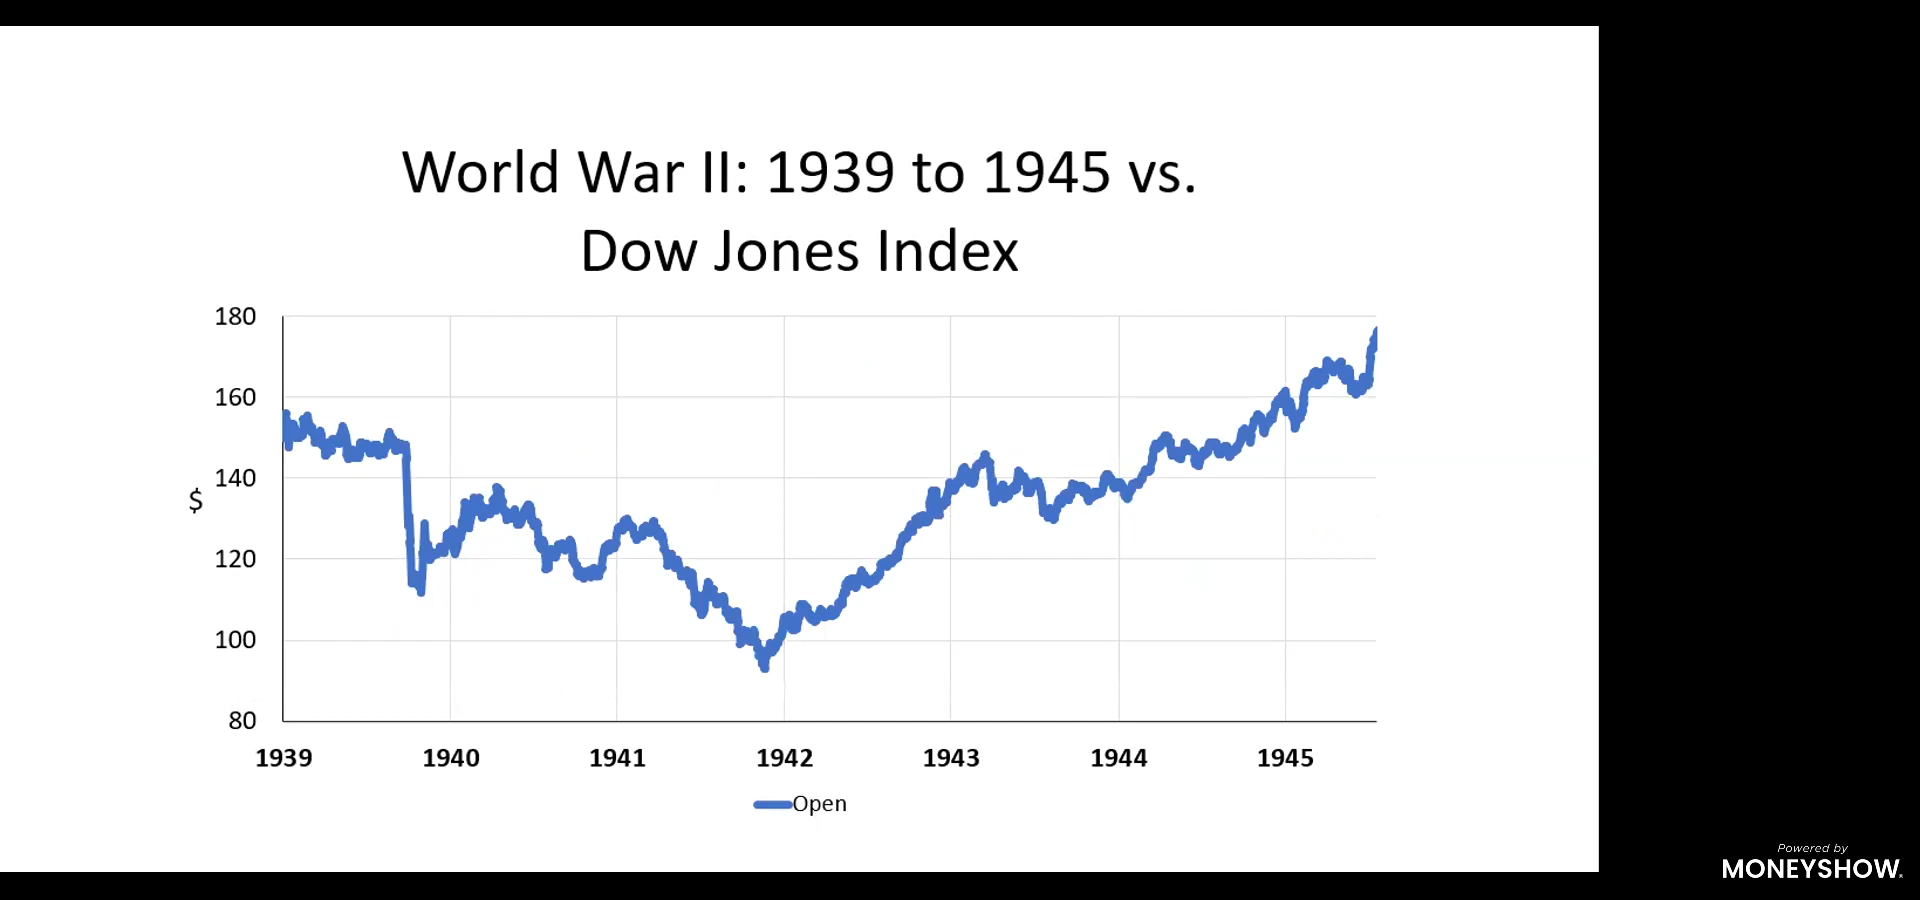 World War II: 1939 to 1945 vs.
Dow Jones Index
180
160
140
$
120
100
80
1939 1940 1941 1942 1943 1944 1945
Open
Powered by
MONEYSHOW.